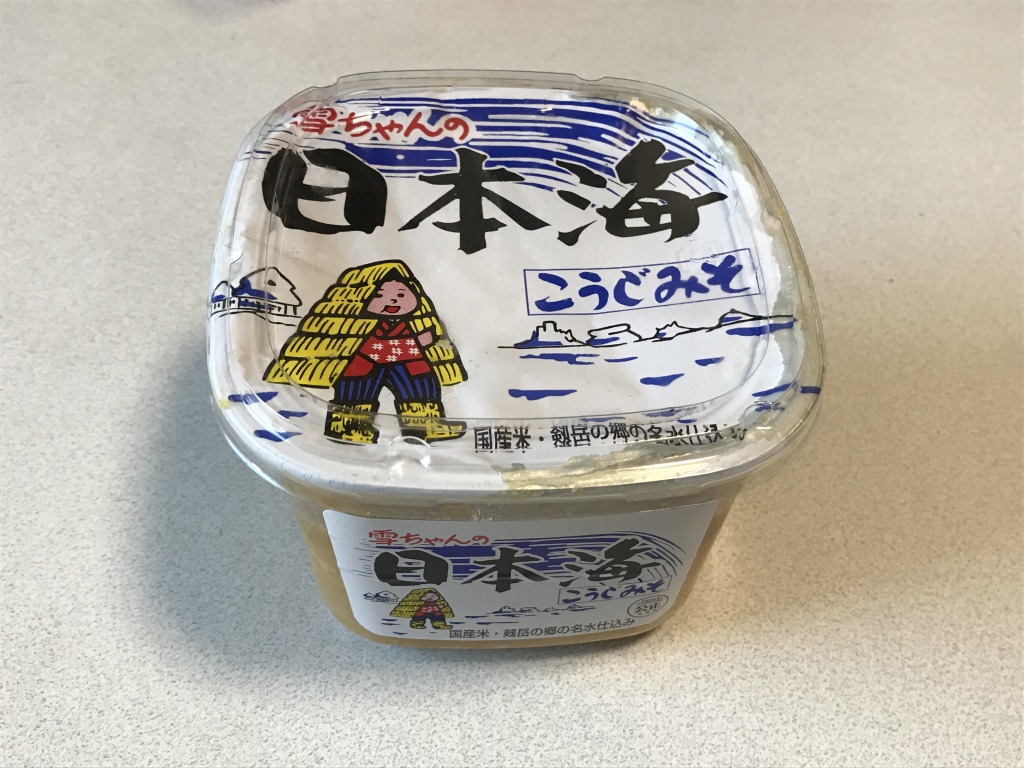 雪ちゃんの
日本海
こうじみそ
国産米・剱岳の郷の名水仕込み
雪ちゃんの
日本海
こうじみそ
公正
国産米・剱岳の郷の名水仕込み